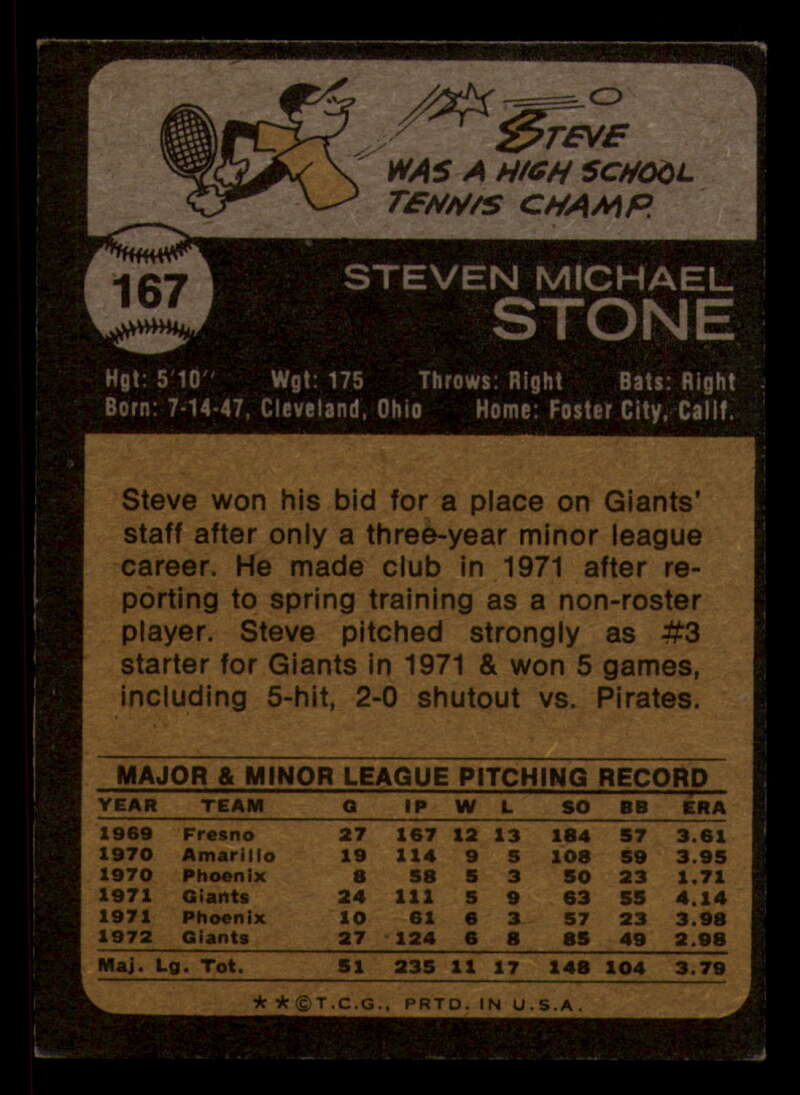 STEVE
WAS A HIGH SCHOOL
TENNIS CHAMP.
167
STEVEN MICHAEL
STONE
Hgt: 5'10" Wgt: 175 Throws: Right Bats: Right
Born: 7-14-47, Cleveland, Ohio Home: Foster City, Calif.
Steve won his bid for a place on Giants'
staff after only a three-year minor league
career. He made club in 1971 after re-
porting to spring training as a non-roster
player. Steve pitched strongly as #3
starter for Giants in 1971 & won 5 games,
including 5-hit, 2-0 shutout vs. Pirates.
MAJOR & MINOR LEAGUE PITCHING RECORD
YEAR TEAM G IP W L SO BB ERA
1969 Fresno 27 167 12 13 184 57 3.61
1970 Amarillo 19 114 9 5 108 59 3.95
1970 Phoenix 8 58 5 3 50 23 1.71
1971 Giants 24 111 5 9 63 55 4.14
1971 Phoenix 10 61 6 3 57 23 3.98
1972 Giants 27 124 6 8 85 49 2.98
Maj. Lg. Tot. 51 235 11 17 148 104 3.79
**©T.C.G., PRTD. IN U.S.A.